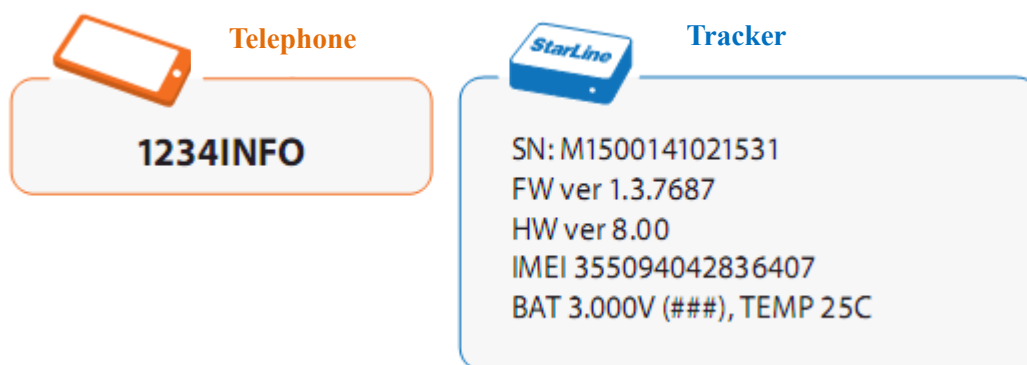 Telephone
1234INFO
StarLine
Tracker
SN: M1500141021531
FW ver 1.3.7687
HW ver 8.00
IMEI 355094042836407
BAT 3.000V (###), TEMP 25C